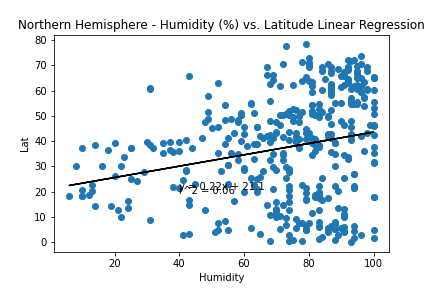 Northern Hemisphere - Humidity (%) vs. Latitude Linear Regression
80
70
60
50
40
30
20
10
0
Lat
y = 0.22x + 21.1
r^2 = 0.06
20
40
60
80
100
Humidity